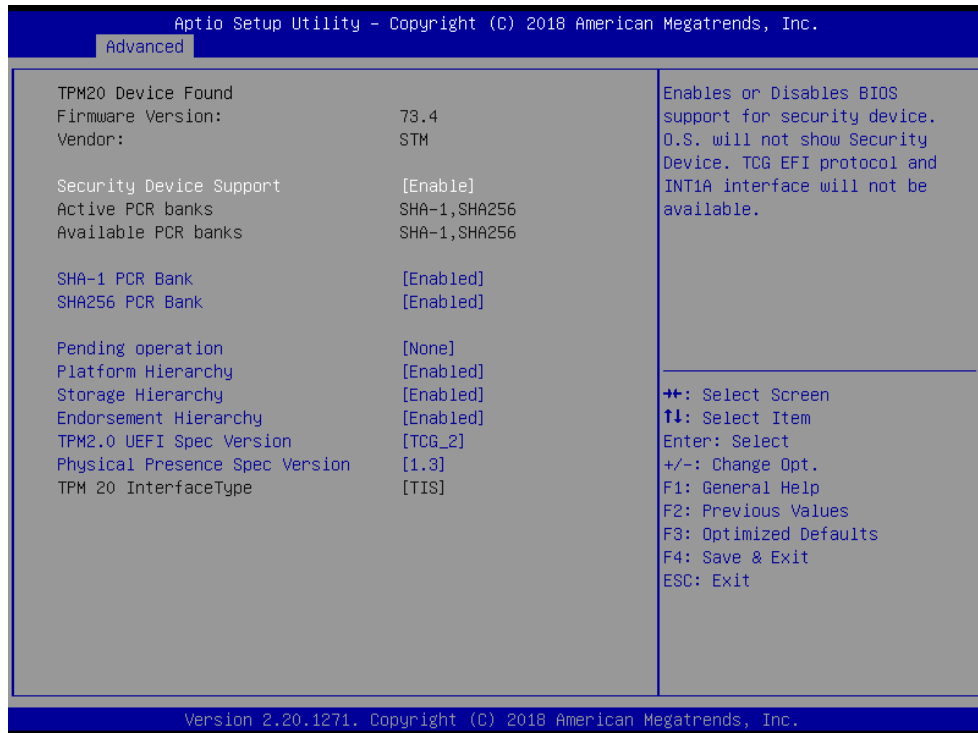 Aptio Setup Utility – Copyright (C) 2018 American Megatrends, Inc.
Advanced
TPM20 Device Found
Firmware Version: 73.4
Vendor: STM
Security Device Support [Enable]
Active PCR banks SHA-1,SHA256
Available PCR banks SHA-1,SHA256
SHA-1 PCR Bank [Enabled]
SHA256 PCR Bank [Enabled]
Pending operation [None]
Platform Hierarchy [Enabled]
Storage Hierarchy [Enabled]
Endorsement Hierarchy [Enabled]
TPM2.0 UEFI Spec Version [TCG_2]
Physical Presence Spec Version [1.3]
TPM 20 InterfaceType [TIS]
Enables or Disables BIOS
support for security device.
O.S. will not show Security
Device. TCG EFI protocol and
INT1A interface will not be
available.
→←: Select Screen
↑↓: Select Item
Enter: Select
+/-: Change Opt.
F1: General Help
F2: Previous Values
F3: Optimized Defaults
F4: Save & Exit
ESC: Exit
Version 2.20.1271. Copyright (C) 2018 American Megatrends, Inc.